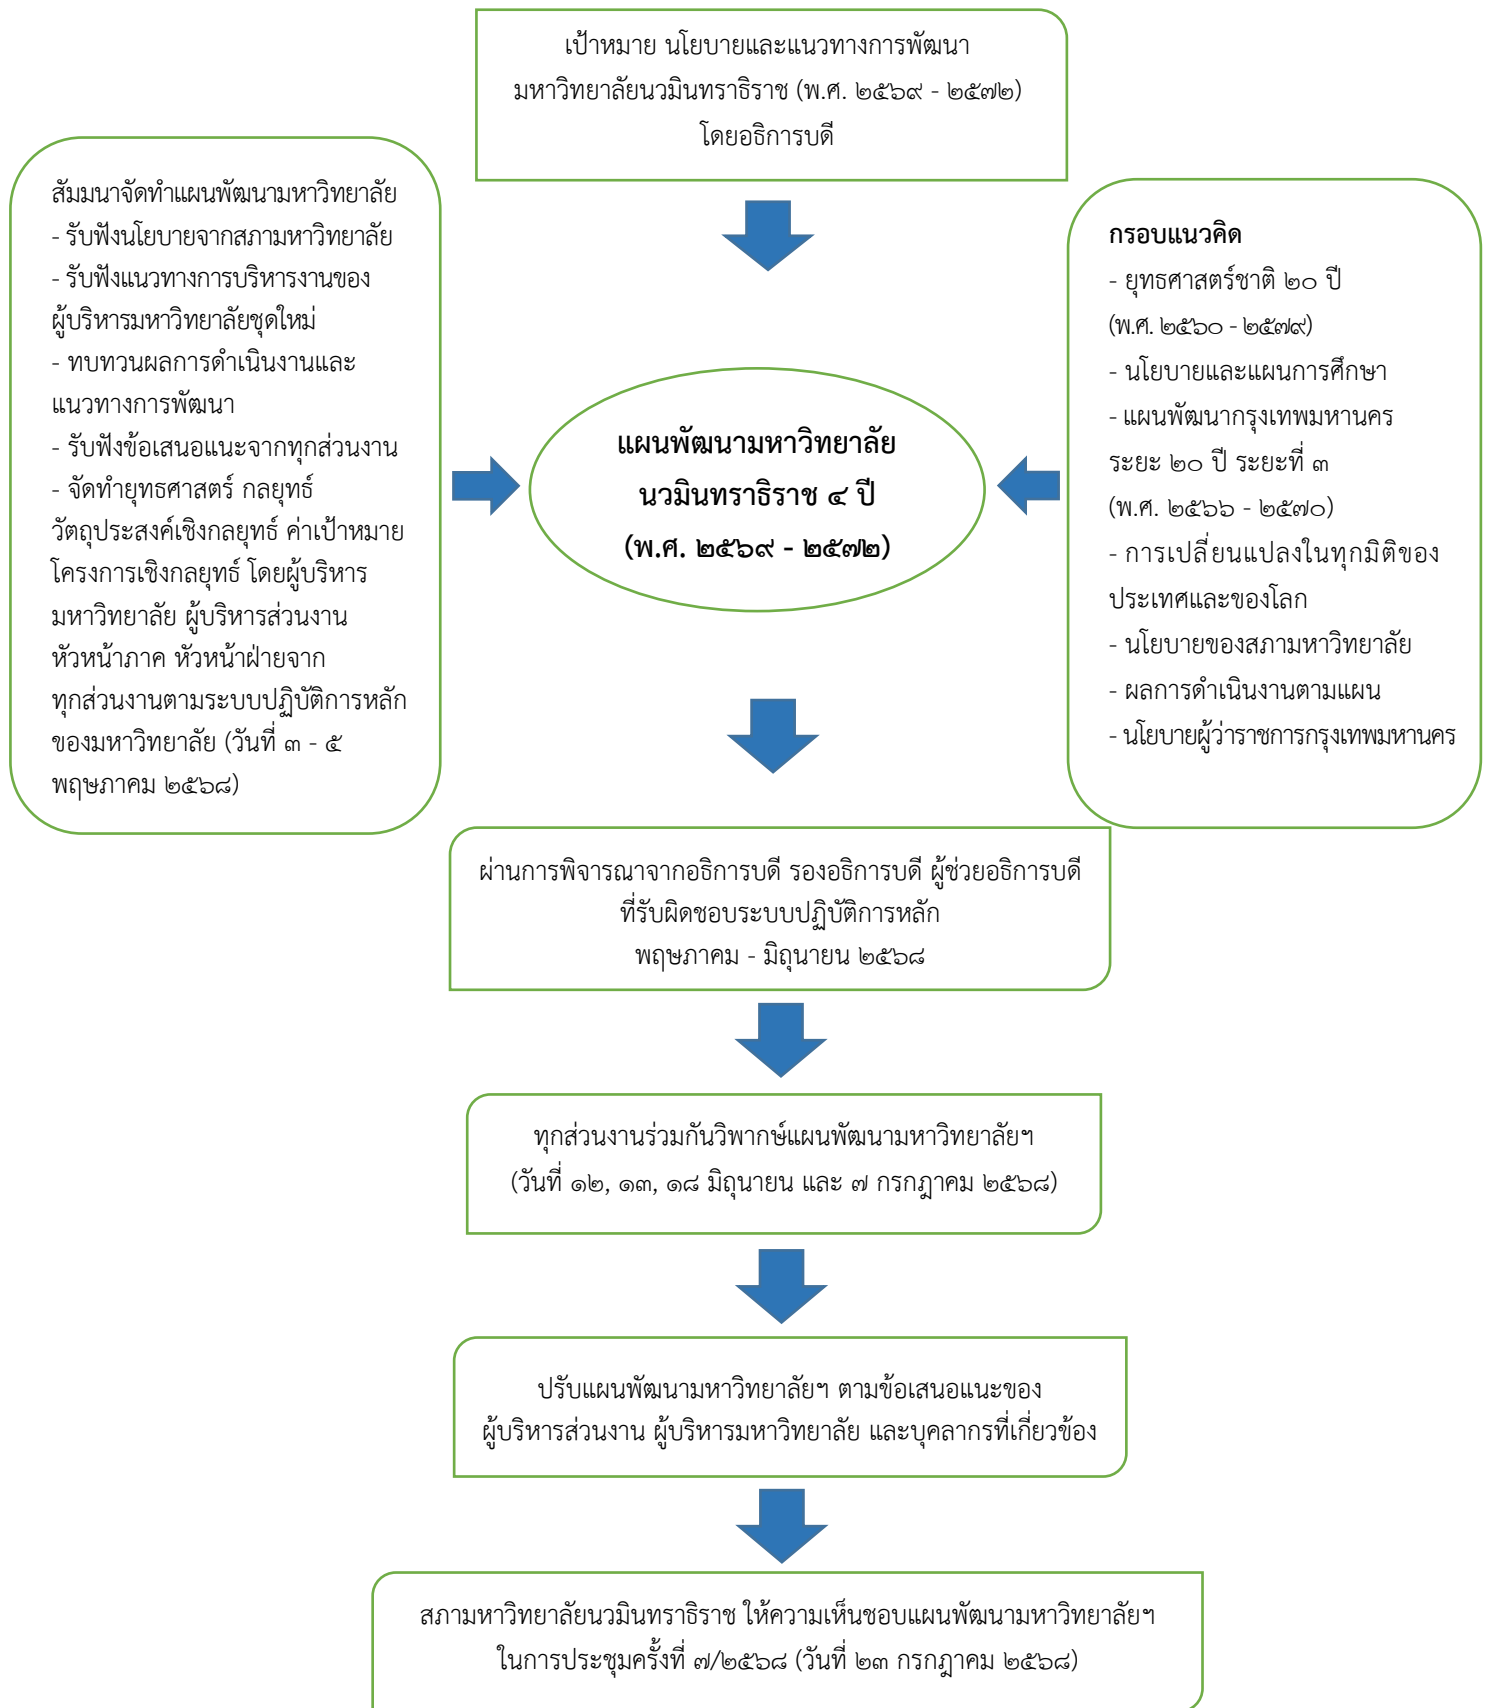 เป้าหมาย นโยบายและแนวทางการพัฒนา
มหาวิทยาลัยนวมินทราธิราช (พ.ศ. ๒๕๖๙ - ๒๕๗๒)
โดยอธิการบดี
สัมมนาจัดทำแผนพัฒนามหาวิทยาลัย
- รับฟังนโยบายจากสภามหาวิทยาลัย
- รับฟังแนวทางการบริหารงานของ
ผู้บริหารมหาวิทยาลัยชุดใหม่
- ทบทวนผลการดำเนินงานและ
แนวทางการพัฒนา
- รับฟังข้อเสนอแนะจากทุกส่วนงาน
- จัดทำยุทธศาสตร์ กลยุทธ์
วัตถุประสงค์เชิงกลยุทธ์ ค่าเป้าหมาย
โครงการเชิงกลยุทธ์ โดยผู้บริหาร
มหาวิทยาลัย ผู้บริหารส่วนงาน
หัวหน้าภาค หัวหน้าฝ่ายจาก
ทุกส่วนงานตามระบบปฏิบัติการหลัก
ของมหาวิทยาลัย (วันที่ ๓ - ๕
พฤษภาคม ๒๕๖๘)
แผนพัฒนามหาวิทยาลัย
นวมินทราธิราช ๔ ปี
(พ.ศ. ๒๕๖๙ - ๒๕๗๒)
กรอบแนวคิด
- ยุทธศาสตร์ชาติ ๒๐ ปี
(พ.ศ. ๒๕๖๐ - ๒๕๗๙)
- นโยบายและแผนการศึกษา
- แผนพัฒนากรุงเทพมหานคร
ระยะ ๒๐ ปี ระยะที่ ๓
(พ.ศ. ๒๕๖๖ - ๒๕๗๐)
- การเปลี่ยนแปลงในทุกมิติของ
ประเทศและของโลก
- นโยบายของสภามหาวิทยาลัย
- ผลการดำเนินงานตามแผน
- นโยบายผู้ว่าราชการกรุงเทพมหานคร
ผ่านการพิจารณาจากอธิการบดี รองอธิการบดี ผู้ช่วยอธิการบดี
ที่รับผิดชอบระบบปฏิบัติการหลัก
พฤษภาคม - มิถุนายน ๒๕๖๘
ทุกส่วนงานร่วมกันวิพากษ์แผนพัฒนามหาวิทยาลัยฯ
(วันที่ ๑๒, ๑๓, ๑๘ มิถุนายน และ ๗ กรกฎาคม ๒๕๖๘)
ปรับแผนพัฒนามหาวิทยาลัยฯ ตามข้อเสนอแนะของ
ผู้บริหารส่วนงาน ผู้บริหารมหาวิทยาลัย และบุคลากรที่เกี่ยวข้อง
สภามหาวิทยาลัยนวมินทราธิราช ให้ความเห็นชอบแผนพัฒนามหาวิทยาลัยฯ
ในการประชุมครั้งที่ ๗/๒๕๖๘ (วันที่ ๒๓ กรกฎาคม ๒๕๖๘)